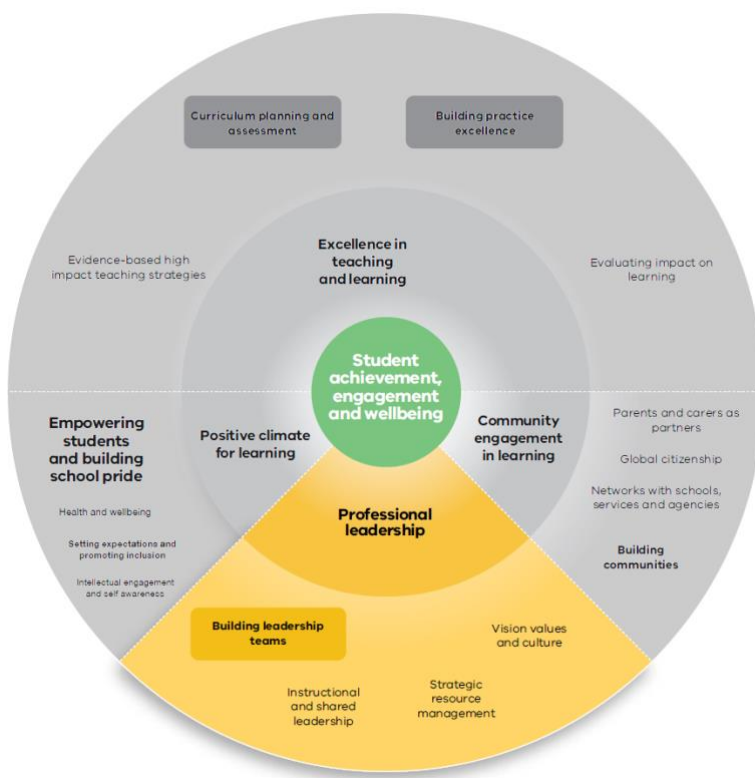 Curriculum planning and
assessment
Building practice
excellence
Excellence in
teaching
and learning
Evidence-based high
impact teaching strategies
Evaluating impact on
learning
Student
achievement,
engagement
and wellbeing
Empowering
students
and building
school pride
Positive climate
for learning
Community
engagement
in learning
Parents and carers as
partners
Global citizenship
Networks with schools,
services and agencies
Building
communities
Health and wellbeing
Setting expectations and
promoting inclusion
Intellectual engagement
and self awareness
Professional
leadership
Building leadership
teams
Vision values
and culture
Instructional
and shared
leadership
Strategic
resource
management